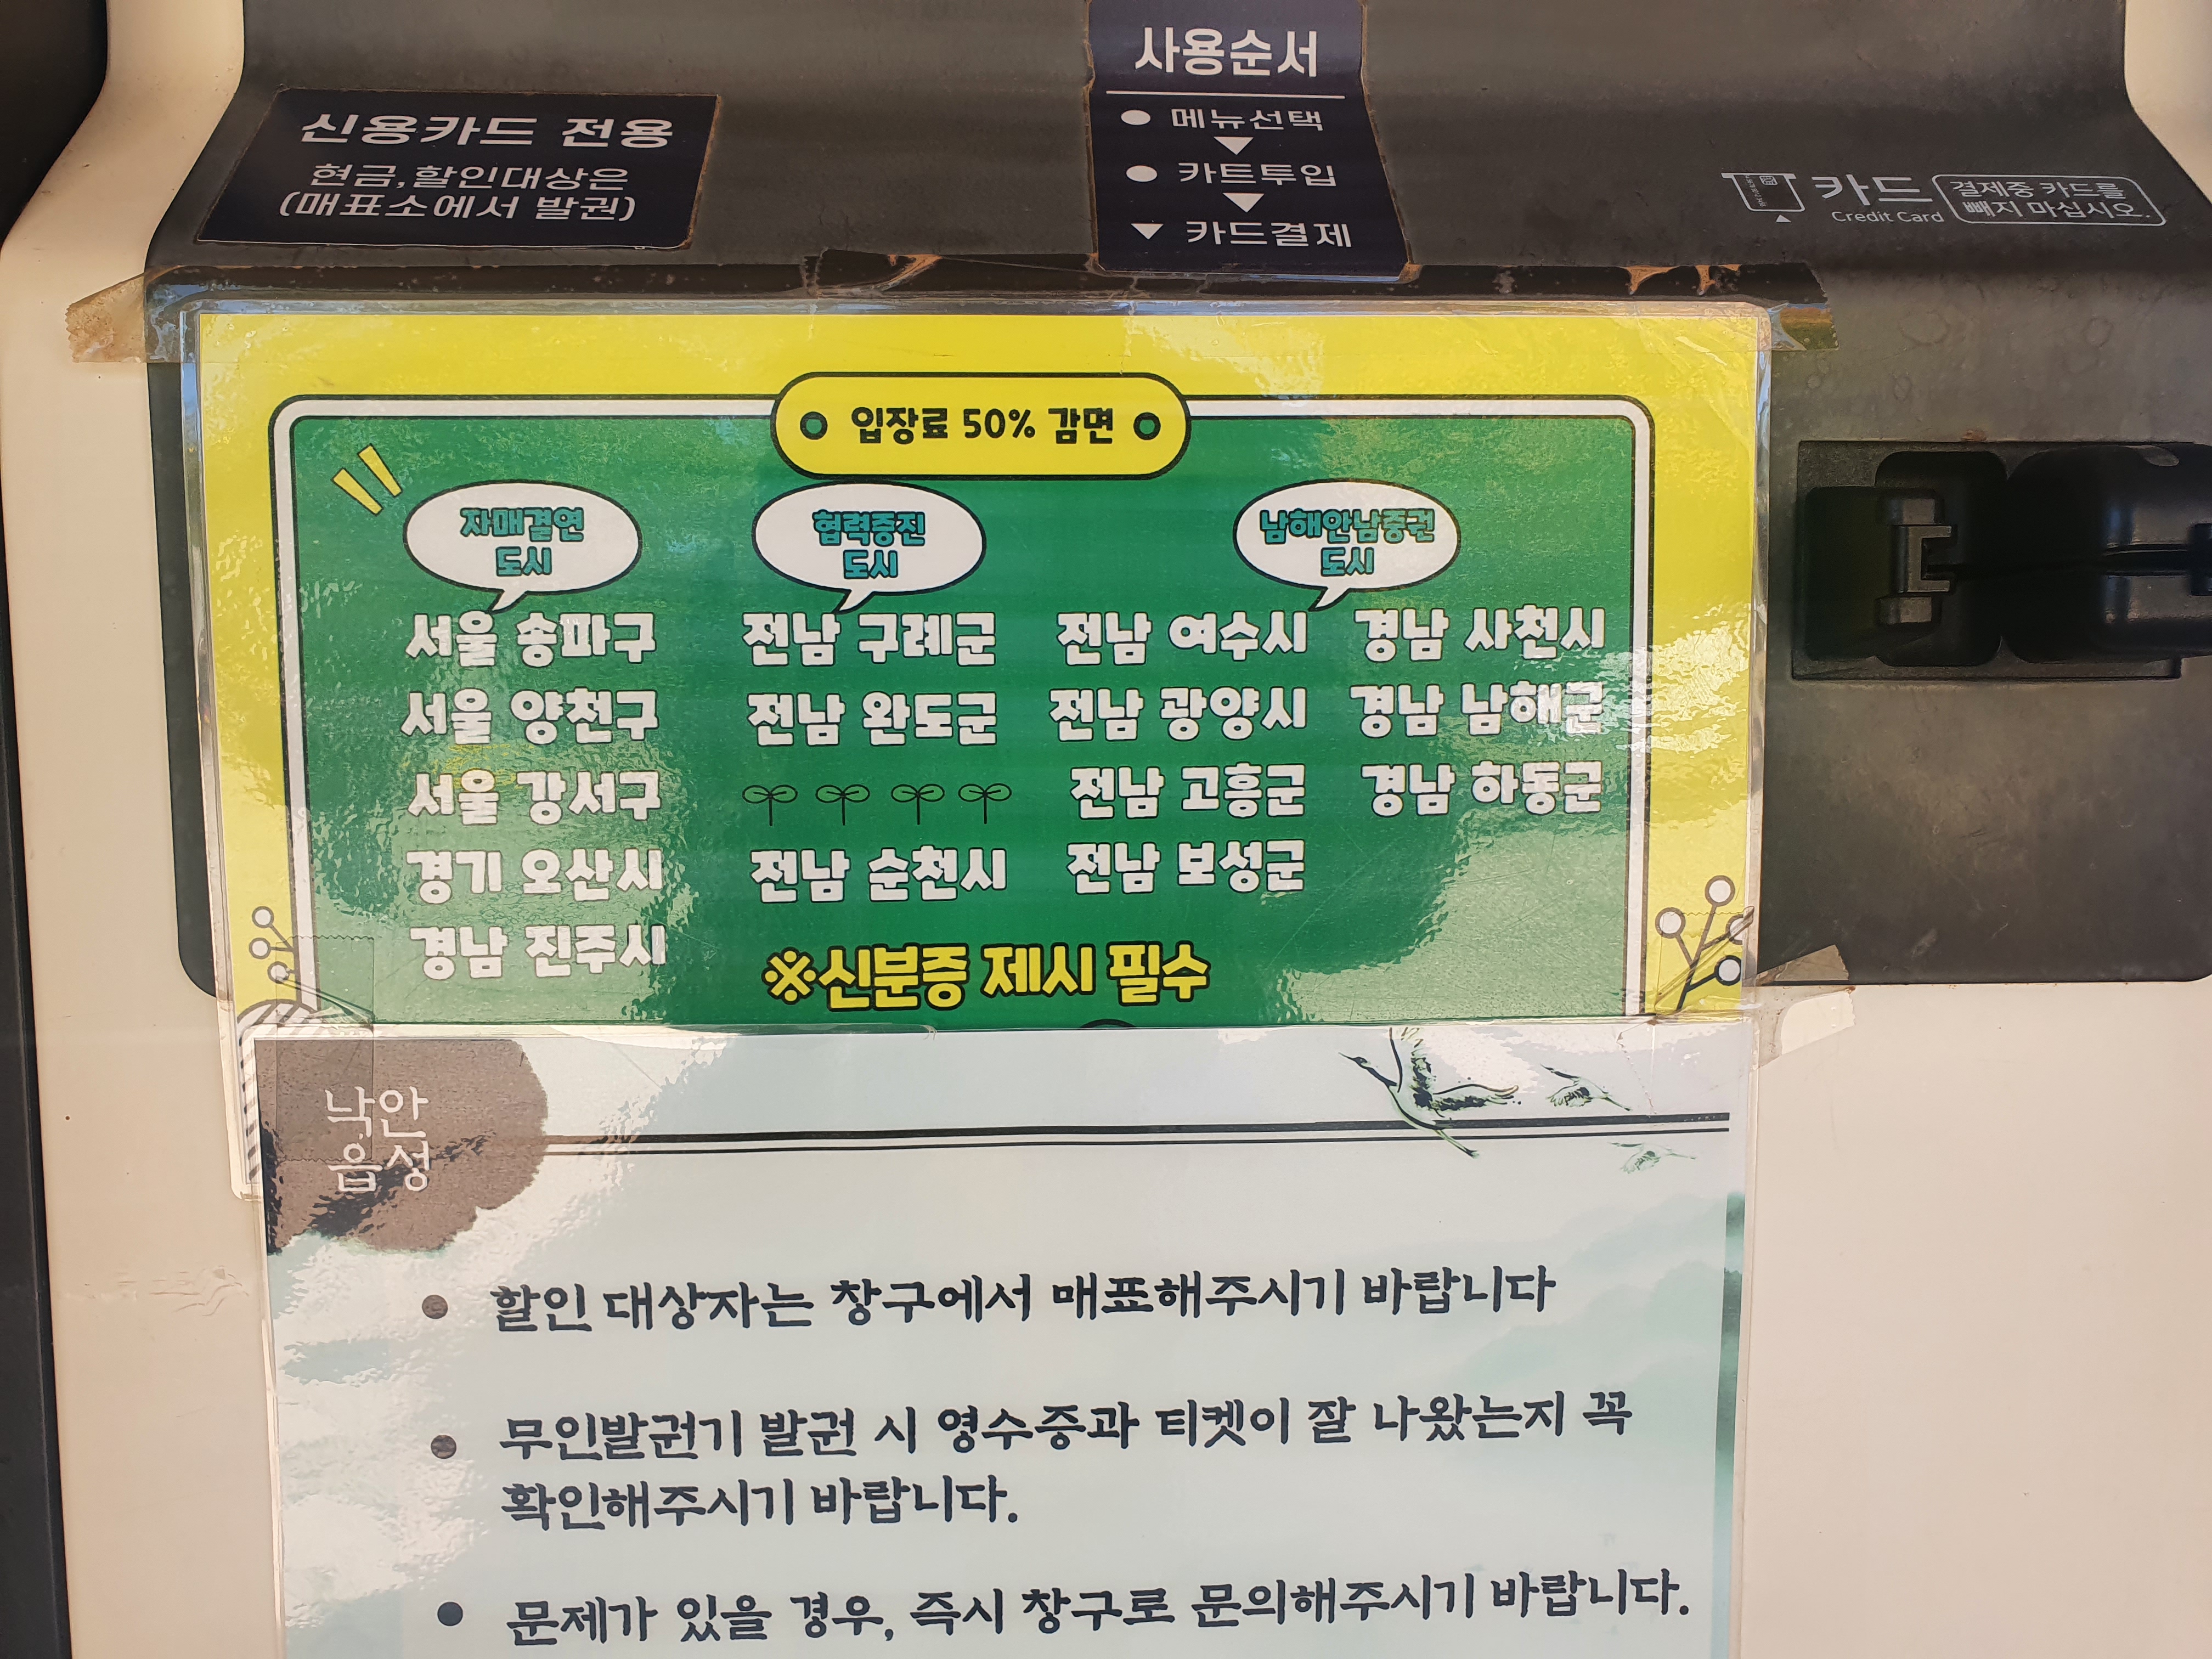 신용카드 전용
현금,할인대상은
(매표소에서 발권)
사용순서
메뉴선택
카트투입
카드결제
카드
Credit Card
결제중 카드를
빼지 마십시오.
입장료 50% 감면
자매결연
도시
서울 송파구
서울 양천구
서울 강서구
경기 오산시
경남 진주시
협력증진
도시
전남 구례군
전남 완도군
전남 순천시
남해안남중권
도시
전남 여수시 경남 사천시
전남 광양시 경남 남해군
전남 고흥군 경남 하동군
전남 보성군
※신분증 제시 필수
낙안
읍성
● 할인 대상자는 창구에서 매표해주시기 바랍니다
● 무인발권기 발권 시 영수증과 티켓이 잘 나왔는지 꼭
확인해주시기 바랍니다.
● 문제가 있을 경우, 즉시 창구로 문의해주시기 바랍니다.